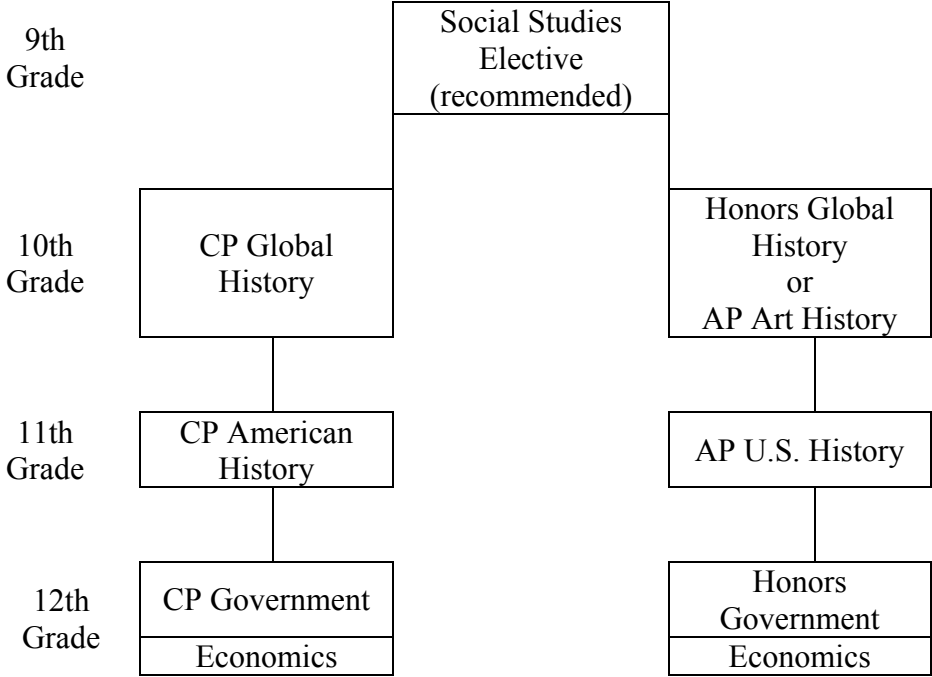 9th
Grade
Social Studies
Elective
(recommended)
10th
Grade
CP Global
History
Honors Global
History
or
AP Art History
11th
Grade
CP American
History
AP U.S. History
12th
Grade
CP Government
Economics
Honors
Government
Economics